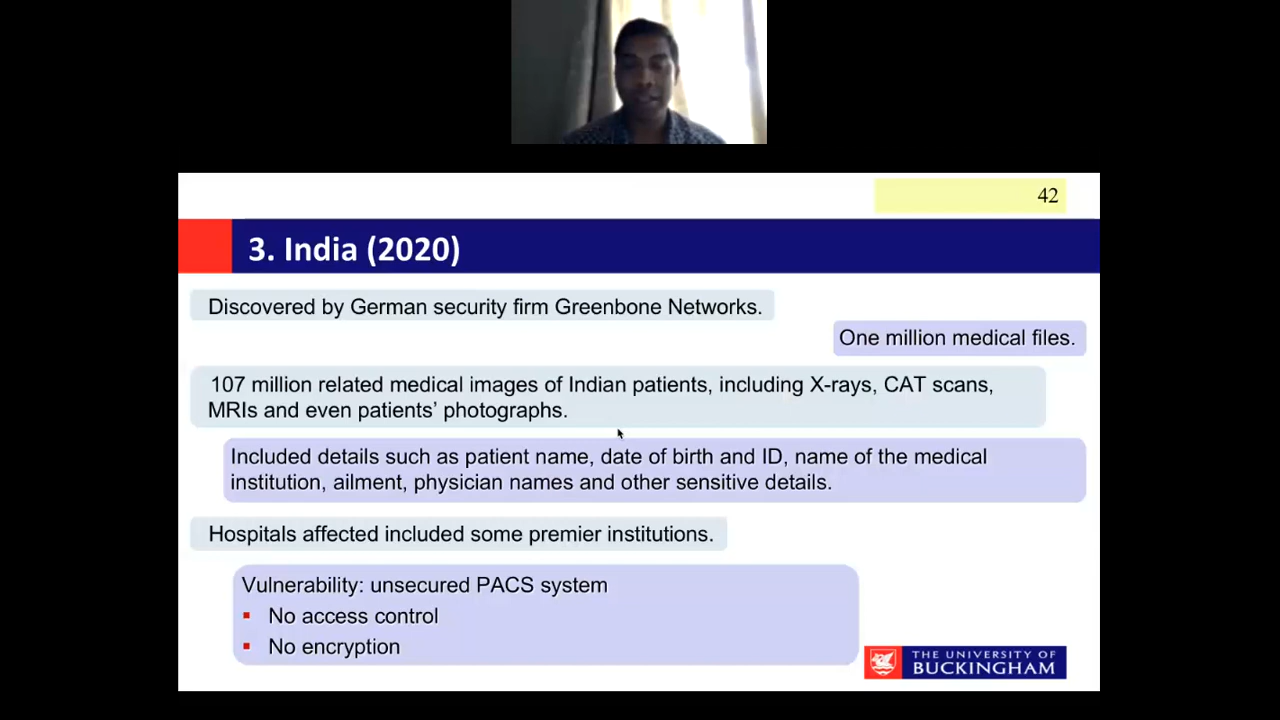 42
3. India (2020)
Discovered by German security firm Greenbone Networks.
One million medical files.
107 million related medical images of Indian patients, including X-rays, CAT scans,
MRIs and even patients’ photographs.
Included details such as patient name, date of birth and ID, name of the medical
institution, ailment, physician names and other sensitive details.
Hospitals affected included some premier institutions.
Vulnerability: unsecured PACS system
▪ No access control
▪ No encryption
THE UNIVERSITY OF
BUCKINGHAM